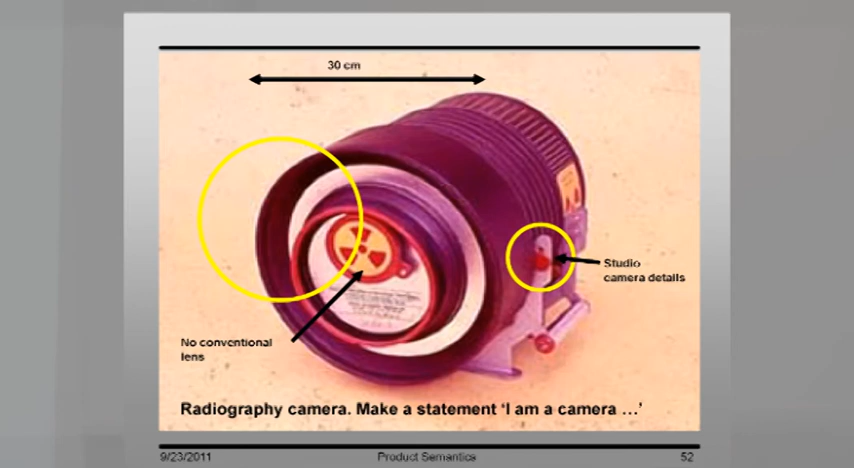 30 cm
Studio
camera details
No conventional
lens
Radiography camera. Make a statement ‘I am a camera …’
9/23/2011 Product Semantics 52